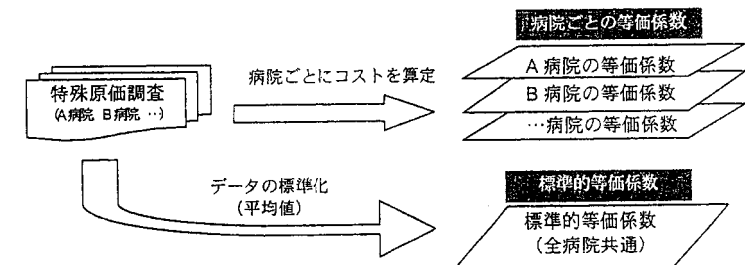 病院ごとの等価係数
特殊原価調査
(A病院 B病院 …)
病院ごとにコストを算定
A 病院の等価係数
B 病院の等価係数
…病院の等価係数
データの標準化
(平均値)
標準的等価係数
標準的等価係数
(全病院共通)